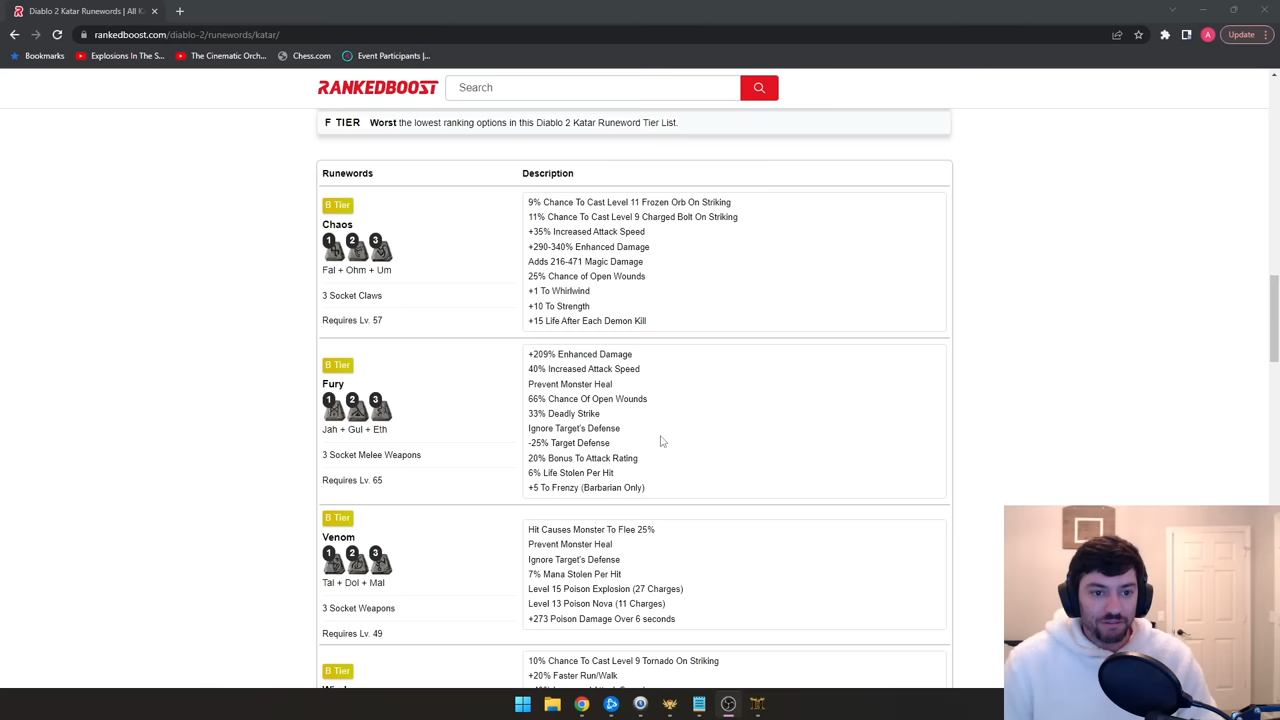 Diablo 2 Katar Runewords | All K
rankedboost.com/diablo-2/runewords/katar/
A
Update
Bookmarks
Explosions In The S...
The Cinematic Orch...
Chess.com
Event Participants |...
RANKEDBOOST
Search
F TIER Worst the lowest ranking options in this Diablo 2 Katar Runeword Tier List.
Runewords
Description
B Tier
Chaos
1 2 3
Fal + Ohm + Um
3 Socket Claws
Requires Lv. 57
9% Chance To Cast Level 11 Frozen Orb On Striking
11% Chance To Cast Level 9 Charged Bolt On Striking
+35% Increased Attack Speed
+290-340% Enhanced Damage
Adds 216-471 Magic Damage
25% Chance of Open Wounds
+1 To Whirlwind
+10 To Strength
+15 Life After Each Demon Kill
B Tier
Fury
1 2 3
Jah + Gul + Eth
3 Socket Melee Weapons
Requires Lv. 65
+209% Enhanced Damage
40% Increased Attack Speed
Prevent Monster Heal
66% Chance Of Open Wounds
33% Deadly Strike
Ignore Target's Defense
-25% Target Defense
20% Bonus To Attack Rating
6% Life Stolen Per Hit
+5 To Frenzy (Barbarian Only)
B Tier
Venom
1 2 3
Tal + Dol + Mal
3 Socket Weapons
Requires Lv. 49
Hit Causes Monster To Flee 25%
Prevent Monster Heal
Ignore Target's Defense
7% Mana Stolen Per Hit
Level 15 Poison Explosion (27 Charges)
Level 13 Poison Nova (11 Charges)
+273 Poison Damage Over 6 seconds
B Tier
10% Chance To Cast Level 9 Tornado On Striking
+20% Faster Run/Walk